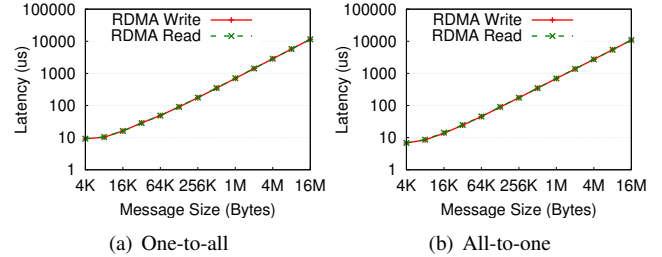 100000
10000
1000
100
10
1
RDMA Write
RDMA Read
Latency (us)
4K 16K 64K 256K 1M 4M 16M
Message Size (Bytes)
(a) One-to-all
100000
10000
1000
100
10
1
RDMA Write
RDMA Read
Latency (us)
4K 16K 64K 256K 1M 4M 16M
Message Size (Bytes)
(b) All-to-one